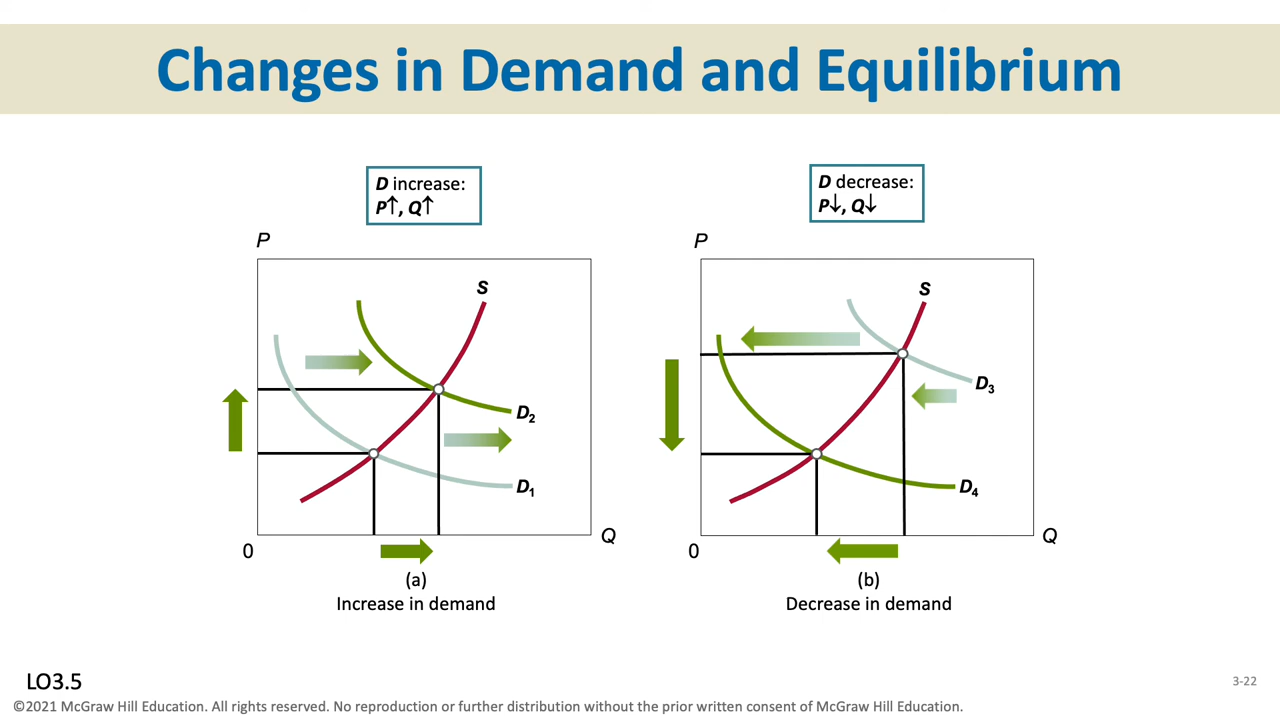 Changes in Demand and Equilibrium
D increase:
P↑, Q↑
P
S
D₂
D₁
0
Q
(a)
Increase in demand
D decrease:
P↓, Q↓
P
S
D₃
D₄
0
Q
(b)
Decrease in demand
LO3.5
3-22
©2021 McGraw Hill Education. All rights reserved. No reproduction or further distribution without the prior written consent of McGraw Hill Education.